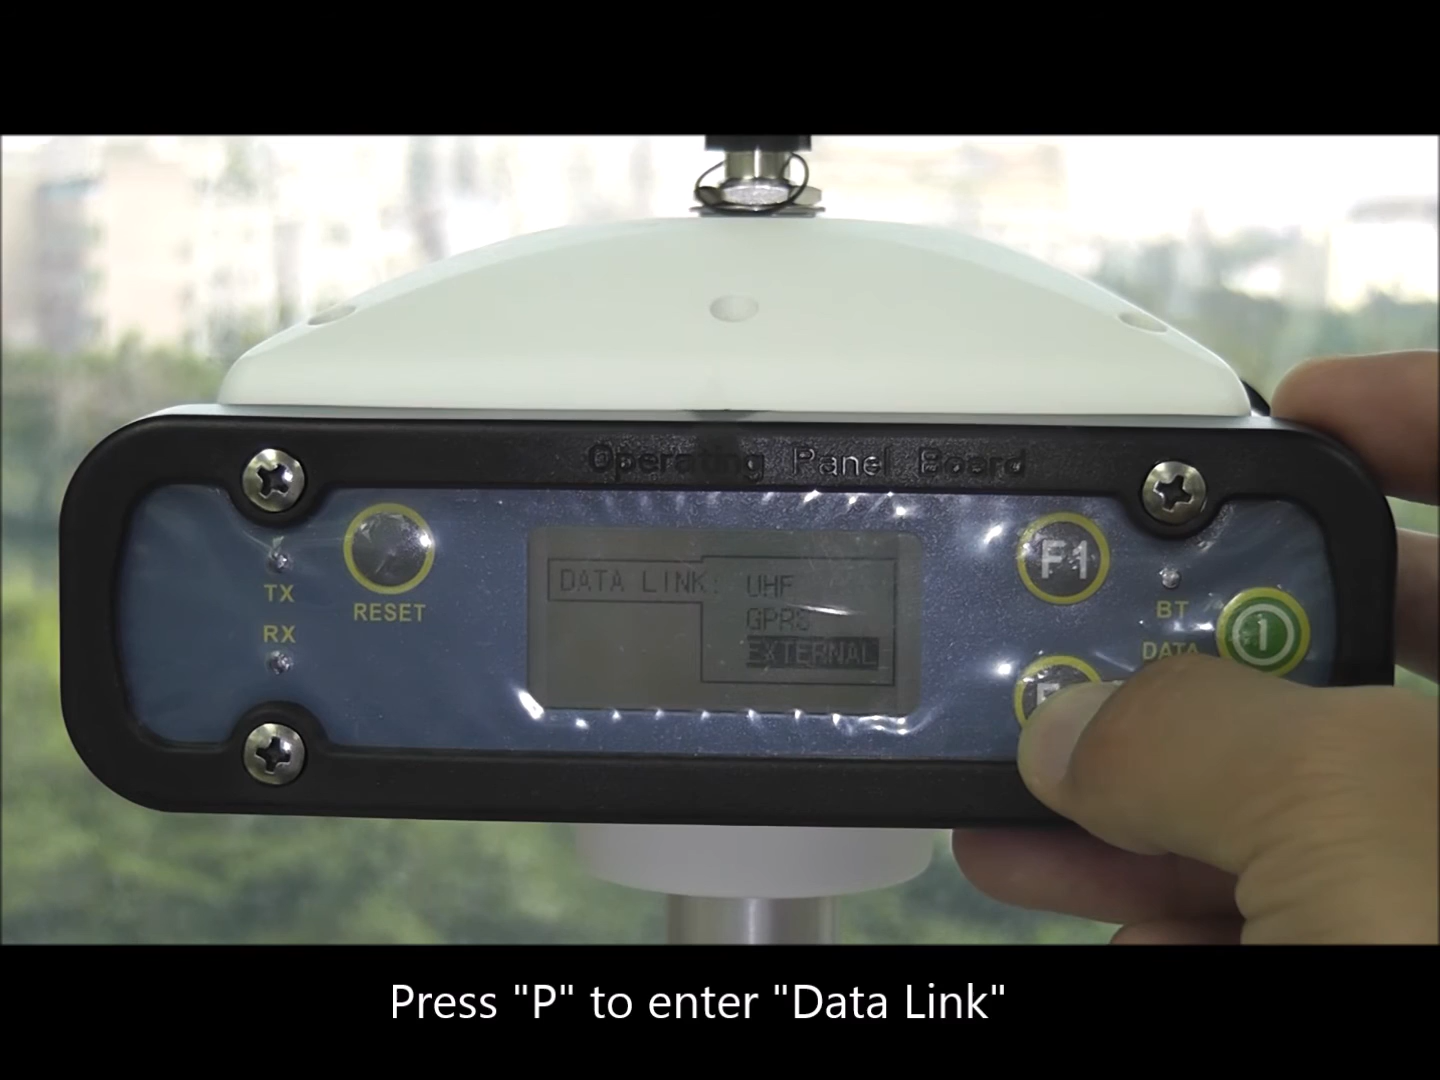 Operating Panel Board
TX
RX
RESET
DATA LINK:
UHF
GPRS
EXTERNAL
F1
F
BT
DATA
Press "P" to enter "Data Link"